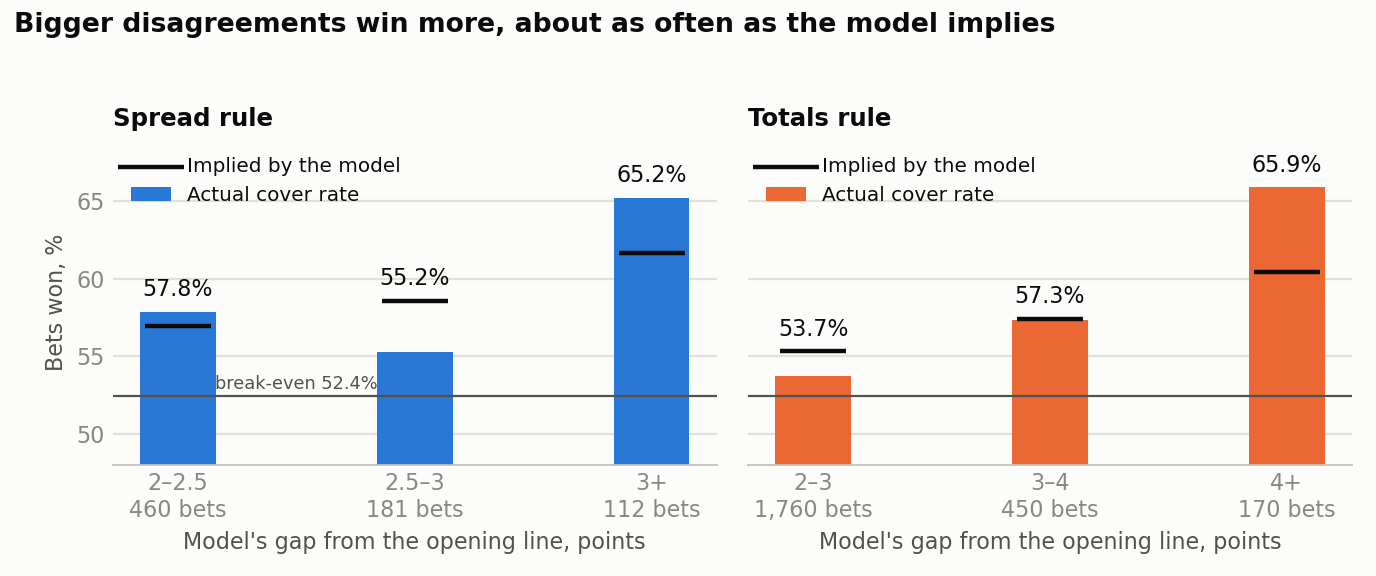 Bigger disagreements win more, about as often as the model implies
Spread rule
Implied by the model
Actual cover rate
65.2%
57.8%
55.2%
break-even 52.4%
65
60
55
50
Bets won, %
2–2.5
2.5–3
3+
460 bets
181 bets
112 bets
Model's gap from the opening line, points
Totals rule
Implied by the model
Actual cover rate
65.9%
57.3%
53.7%
2–3
3–4
4+
1,760 bets
450 bets
170 bets
Model's gap from the opening line, points